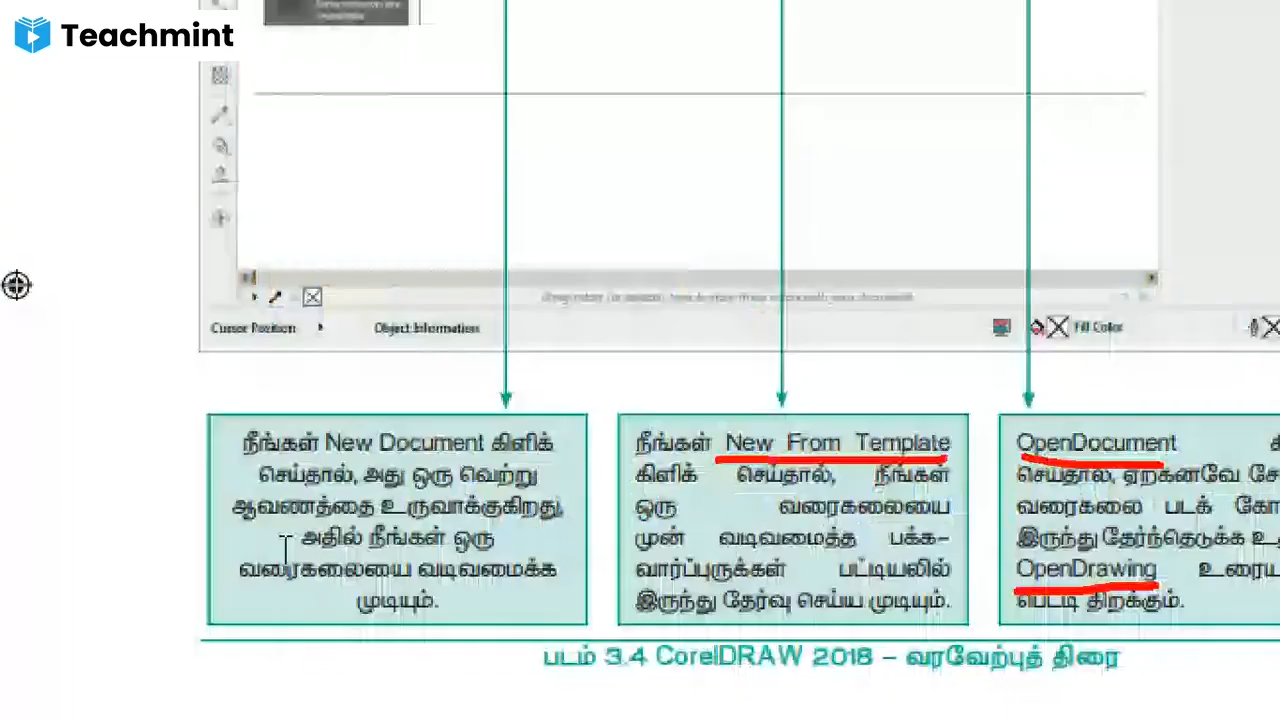 Teachmint
Cursor Position
Object Information
Fill Color
நீங்கள் New Document கிளிக்
செய்தால், அது ஒரு வெற்று
ஆவணத்தை உருவாக்குகிறது,
அதில் நீங்கள் ஒரு
வரைகலையை வடிவமைக்க
முடியும்.
நீங்கள் New From Template
கிளிக் செய்தால், நீங்கள்
ஒரு வரைகலையை
முன் வடிவமைத்த பக்க-
வார்ப்புருக்கள் பட்டியலில்
இருந்து தேர்வு செய்ய முடியும்.
OpenDocument
செய்தால், ஏற்கனவே
வரைகலை படக்
இருந்து தேர்ந்தெடுக்க
OpenDrawing
பெட்டி திறக்கும்.
படம் 3.4 CorelDRAW 2018 – வரவேற்புத் திரை